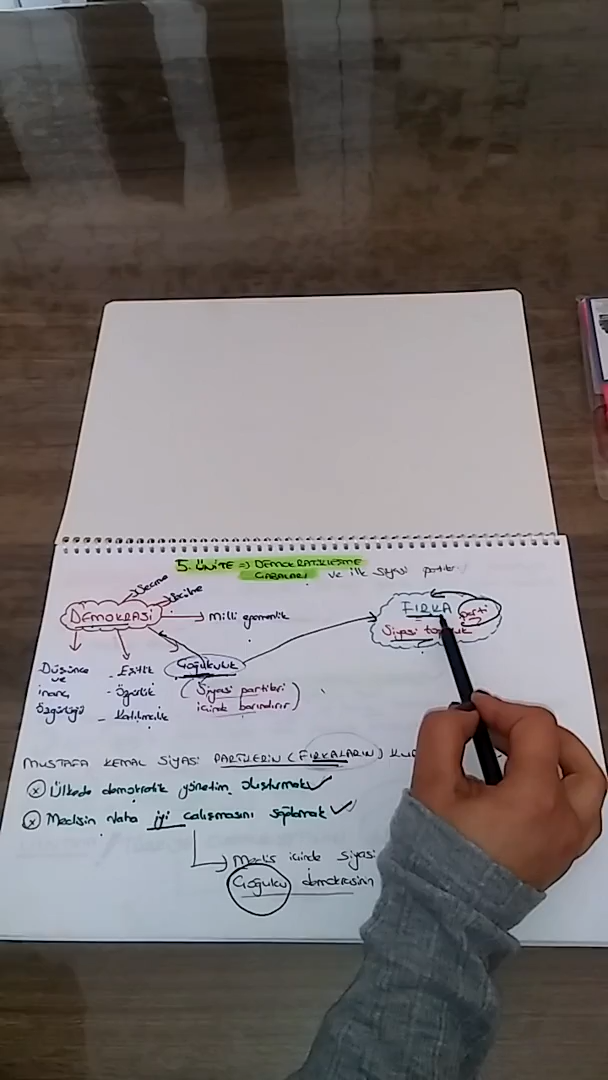 5. ÜNİTE => DEMOKRATİKLEŞME
ÇABALARI ve ilk siyasi partiler
Seçme
Seçilme
DEMOKRASİ
Milli egemenlik
FIRKA
parti
Siyasi topluluk
Düşünce
ve
inanç
özgürlüğü
- Eşitlik
- Özgürlük
- Katılımcılık
Çoğulculuk
(Siyasi partileri
içinde barındırır)
MUSTAFA KEMAL SİYASİ PARTİLERİN (FIRKALARIN)
x Ülkede demokratik yönetim oluşturmak ✓
x Meclisin daha iyi çalışmasını sağlamak ✓
Meclis içinde siyasi
Çoğulcu demokrasinin